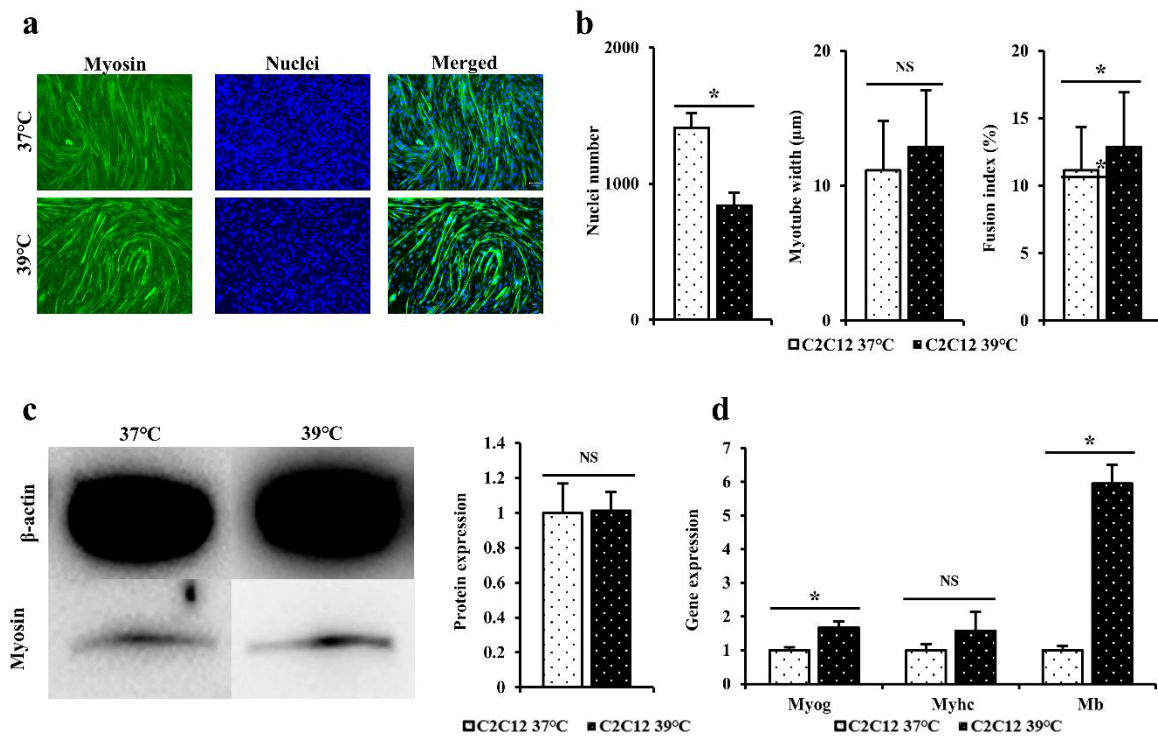 a
Myosin
Nuclei
Merged
37°C
39°C
b
2000
1000
0
Nuclei number
*
20
10
0
Myotube width (µm)
NS
20
15
10
5
0
Fusion index (%)
*
*
C2C12 37°C
C2C12 39°C
c
37°C
39°C
β-actin
Myosin
1.4
1.2
1
0.8
0.6
0.4
0.2
0
Protein expression
NS
C2C12 37°C
C2C12 39°C
d
7
6
5
4
3
2
1
0
Gene expression
*
NS
*
Myog
Myhc
Mb
C2C12 37°C
C2C12 39°C